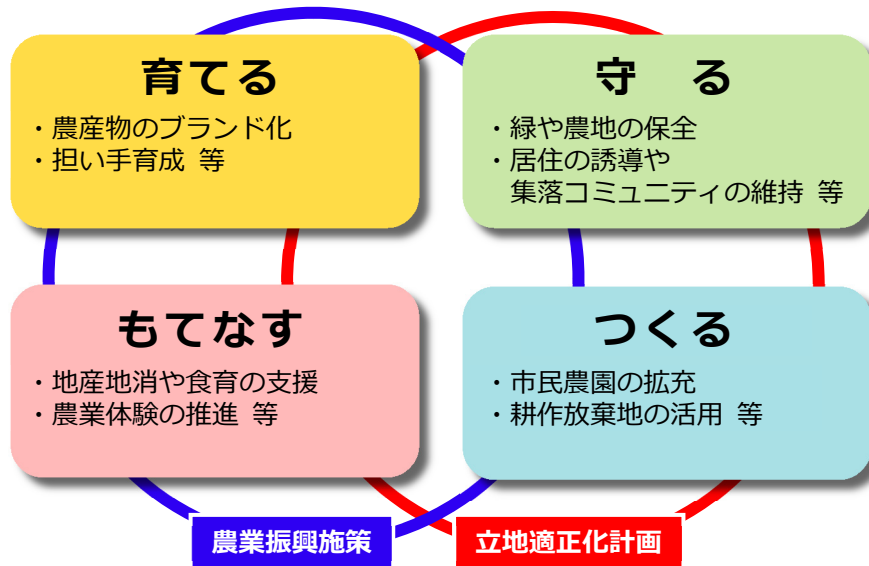 育てる
・農産物のブランド化
・担い手育成 等
守 る
・緑や農地の保全
・居住の誘導や
集落コミュニティの維持 等
もてなす
・地産地消や食育の支援
・農業体験の推進 等
つくる
・市民農園の拡充
・耕作放棄地の活用 等
農業振興施策
立地適正化計画